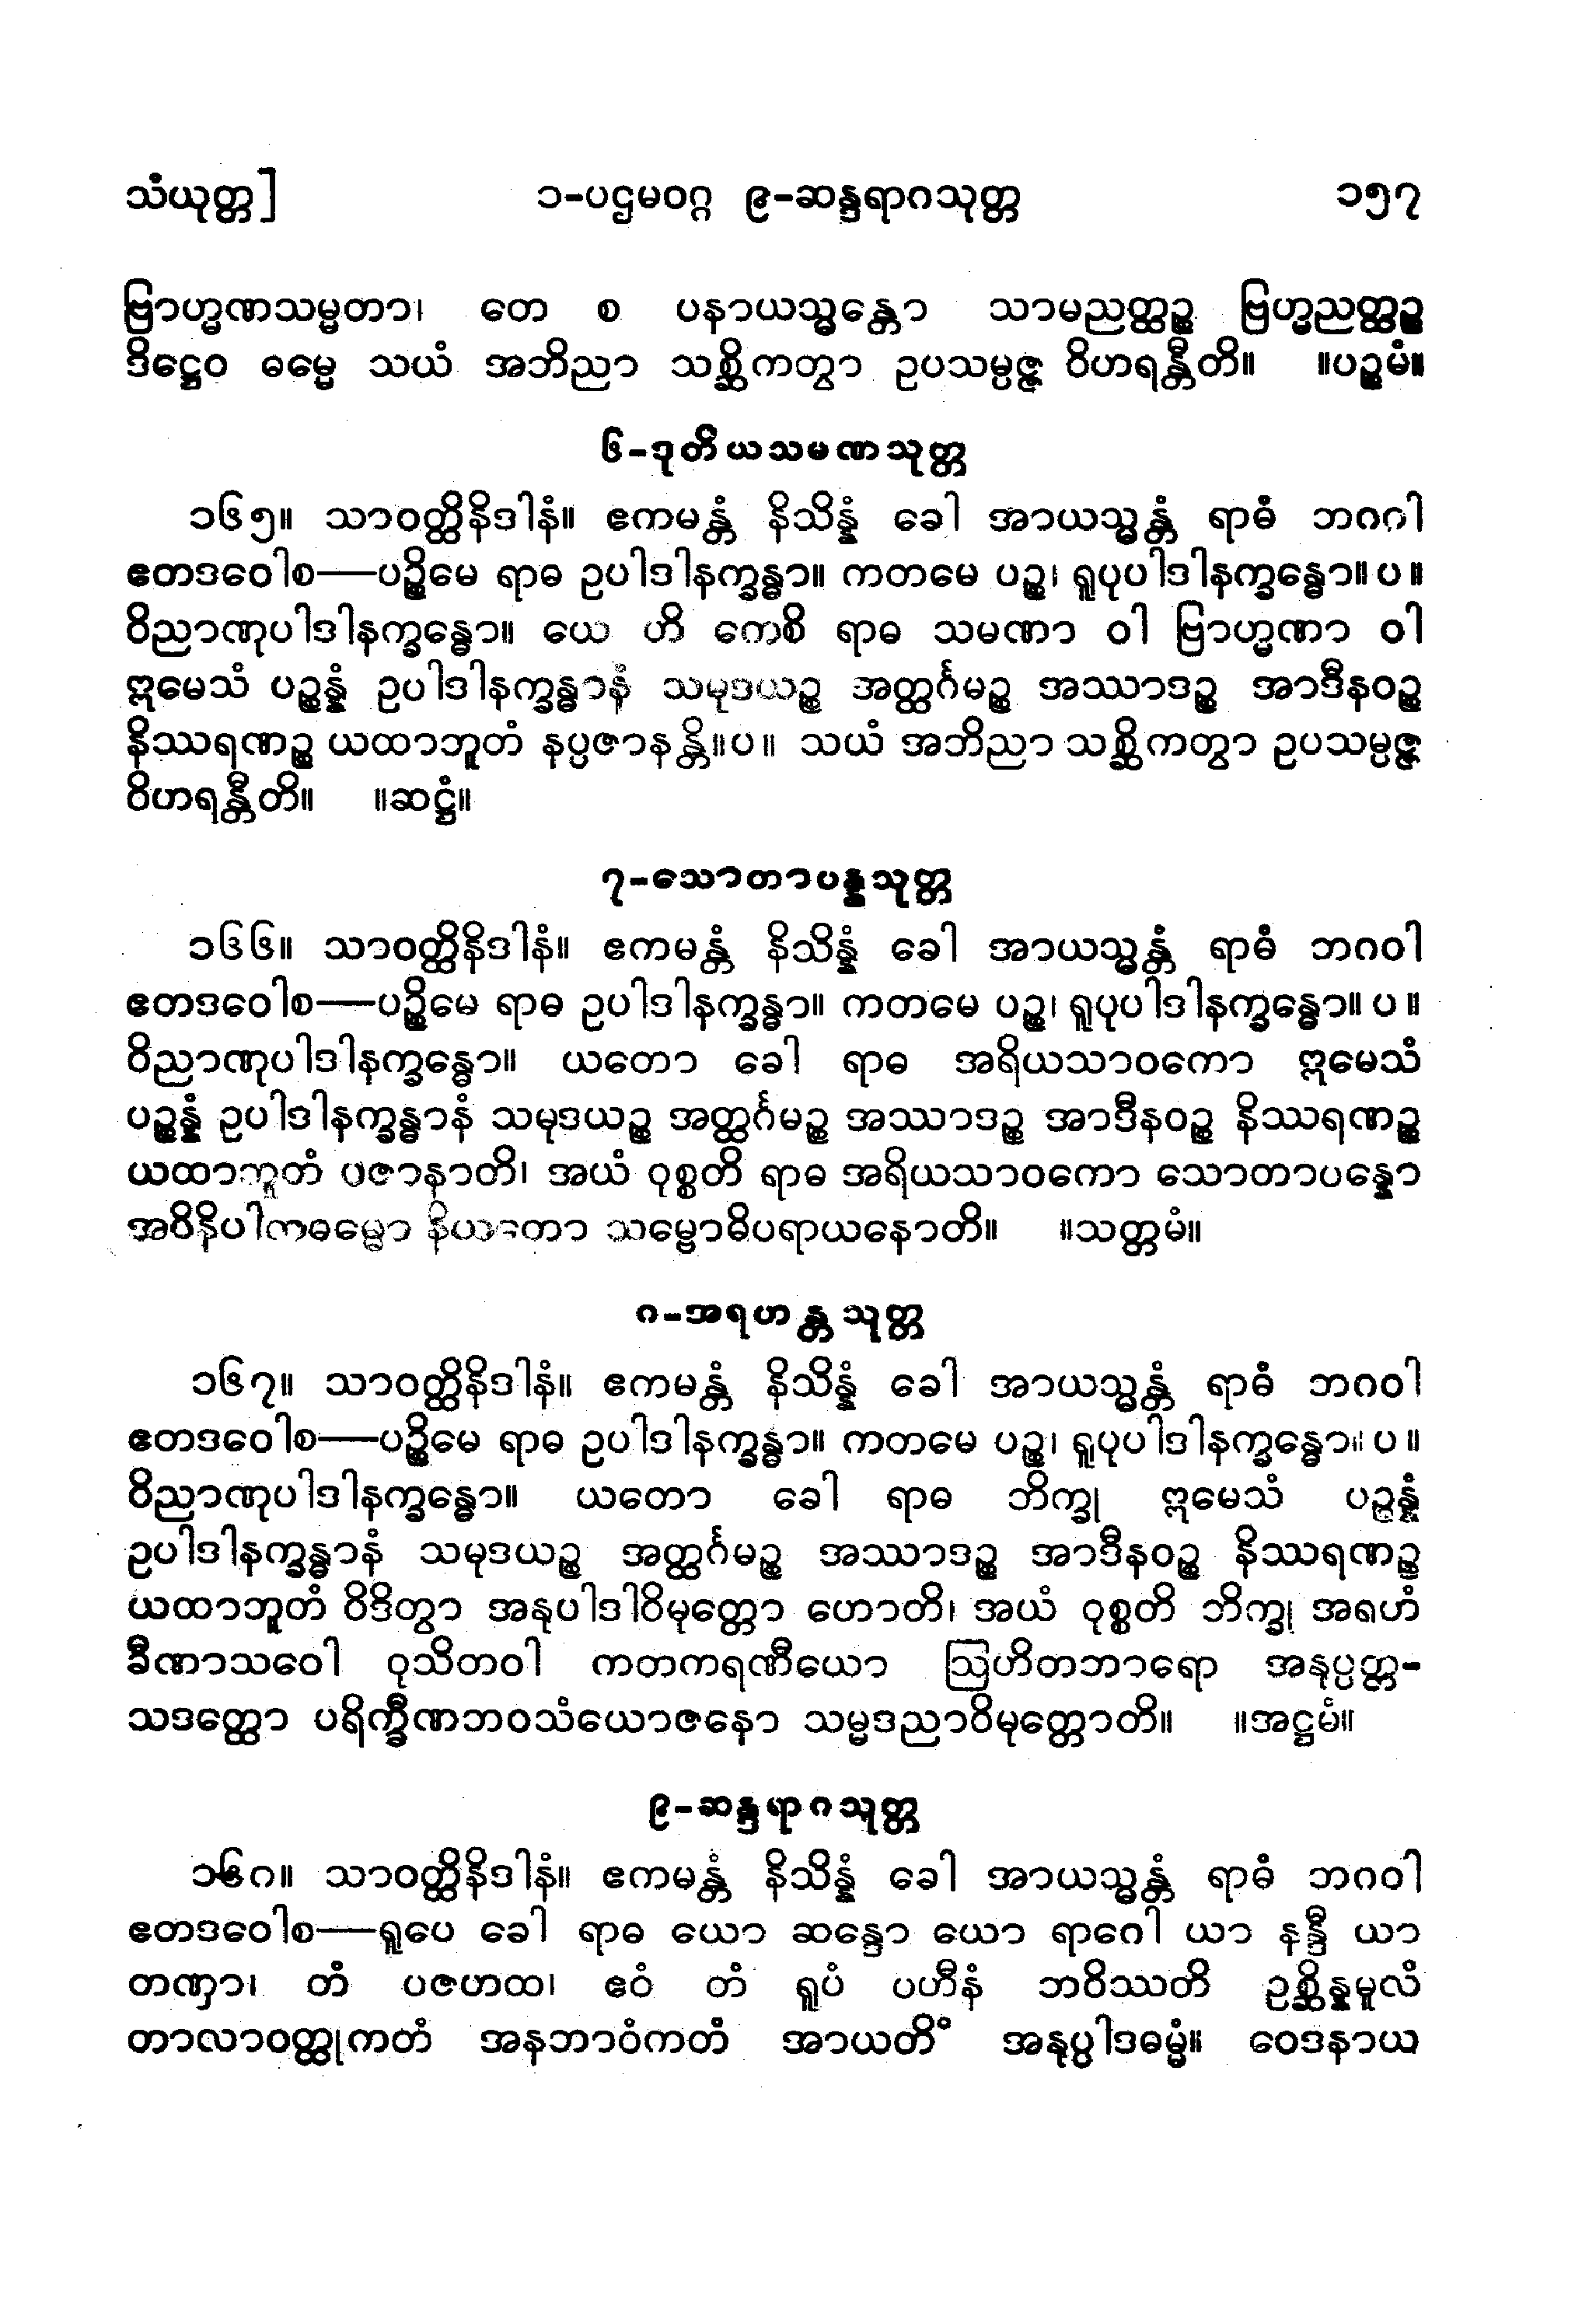 သံယုတ္တ] ၁-ပဌမဝဂ္ဂ ၉-ဆန္ဒရာဂသုတ္တ ၁၅၇
ဗြာဟ္မဏသမ္မတာ၊ တေ စ ပနာယသ္မန္တော သာမညတ္ထဉ္စ ဗြဟ္မညတ္ထဉ္စ
ဒိဋ္ဌေဝ ဓမ္မေ သယံ အဘိညာ သစ္ဆိကတွာ ဥပသမ္ပဇ္ဇ ဝိဟရန္တီတိ။ ။ပဉ္စမံ။
၆-ဒုတိယသမဏသုတ္တ
၁၆၅။ သာဝတ္ထိနိဒါနံ။ ဧကမန္တံ နိသိန္နံ ခေါ အာယသ္မန္တံ ရာဓံ ဘဂဂါ
ဧတဒဝေါစ—ပဉ္စိမေ ရာဓ ဥပါဒါနက္ခန္ဓာ။ ကတမေ ပဉ္စ၊ ရူပုပါဒါနက္ခန္ဓော။ ပ ။
ဝိညာဏုပါဒါနက္ခန္ဓော။ ယေ ဟိ ကေစိ ရာဓ သမဏာ ဝါ ဗြာဟ္မဏာ ဝါ
ဣမေသံ ပဉ္စန္နံ ဥပါဒါနက္ခန္ဓာနံ သမုဒယဉ္စ အတ္ထင်္ဂမဉ္စ အဿာဒဉ္စ အာဒီနဝဉ္စ
နိဿရဏဉ္စ ယထာဘူတံ နပ္ပဇာနန္တိ။ပ။ သယံ အဘိညာ သစ္ဆိကတွာ ဥပသမ္ပဇ္ဇ
ဝိဟရန္တီတိ။ ။ဆဋ္ဌံ။
၇-သောတာပန္နသုတ္တ
၁၆၆။ သာဝတ္ထိနိဒါနံ။ ဧကမန္တံ နိသိန္နံ ခေါ အာယသ္မန္တံ ရာဓံ ဘဂဝါ
ဧတဒဝေါစ—ပဉ္စိမေ ရာဓ ဥပါဒါနက္ခန္ဓာ။ ကတမေ ပဉ္စ၊ ရူပုပါဒါနက္ခန္ဓော။ ပ ။
ဝိညာဏုပါဒါနက္ခန္ဓော။ ယတော ခေါ ရာဓ အရိယသာဝကော ဣမေသံ
ပဉ္စန္နံ ဥပါဒါနက္ခန္ဓာနံ သမုဒယဉ္စ အတ္ထင်္ဂမဉ္စ အဿာဒဉ္စ အာဒီနဝဉ္စ နိဿရဏဉ္စ
ယထာဘူတံ ပဇာနာတိ၊ အယံ ဝုစ္စတိ ရာဓ အရိယသာဝကော သောတာပန္နော
အဝိနိပါတဓမ္မော နိယတော သမ္ဗောဓိပရာယနောတိ။ ။သတ္တမံ။
၈-အရဟန္တသုတ္တ
၁၆၇။ သာဝတ္ထိနိဒါနံ။ ဧကမန္တံ နိသိန္နံ ခေါ အာယသ္မန္တံ ရာဓံ ဘဂဝါ
ဧတဒဝေါစ—ပဉ္စိမေ ရာဓ ဥပါဒါနက္ခန္ဓာ။ ကတမေ ပဉ္စ၊ ရူပုပါဒါနက္ခန္ဓော။ ပ ။
ဝိညာဏုပါဒါနက္ခန္ဓော။ ယတော ခေါ ရာဓ ဘိက္ခု ဣမေသံ ပဉ္စန္နံ
ဥပါဒါနက္ခန္ဓာနံ သမုဒယဉ္စ အတ္ထင်္ဂမဉ္စ အဿာဒဉ္စ အာဒီနဝဉ္စ နိဿရဏဉ္စ
ယထာဘူတံ ဝိဒိတွာ အနုပါဒါဝိမုတ္တော ဟောတိ၊ အယံ ဝုစ္စတိ ဘိက္ခု အရဟံ
ခီဏာသဝေါ ဝုသိတဝါ ကတကရဏီယော ဩဟိတဘာရော အနုပ္ပတ္တ-
သဒတ္ထော ပရိက္ခီဏဘဝသံယောဇနော သမ္မဒညာဝိမုတ္တောတိ။ ။အဋ္ဌမံ။
၉-ဆန္ဒရာဂသုတ္တ
၁၆၈။ သာဝတ္ထိနိဒါနံ။ ဧကမန္တံ နိသိန္နံ ခေါ အာယသ္မန္တံ ရာဓံ ဘဂဝါ
ဧတဒဝေါစ—ရူပေ ခေါ ရာဓ ယော ဆန္ဒော ယော ရာဂေါ ယာ နန္ဒီ ယာ
တဏှာ၊ တံ ပဇဟထ၊ ဧဝံ တံ ရူပံ ပဟီနံ ဘဝိဿတိ ဥစ္ဆိန္နမူလံ
တာလာဝတ္ထုကတံ အနဘာဝံကတံ အာယတိံ အနုပ္ပါဒဓမ္မံ။ ဝေဒနာယ